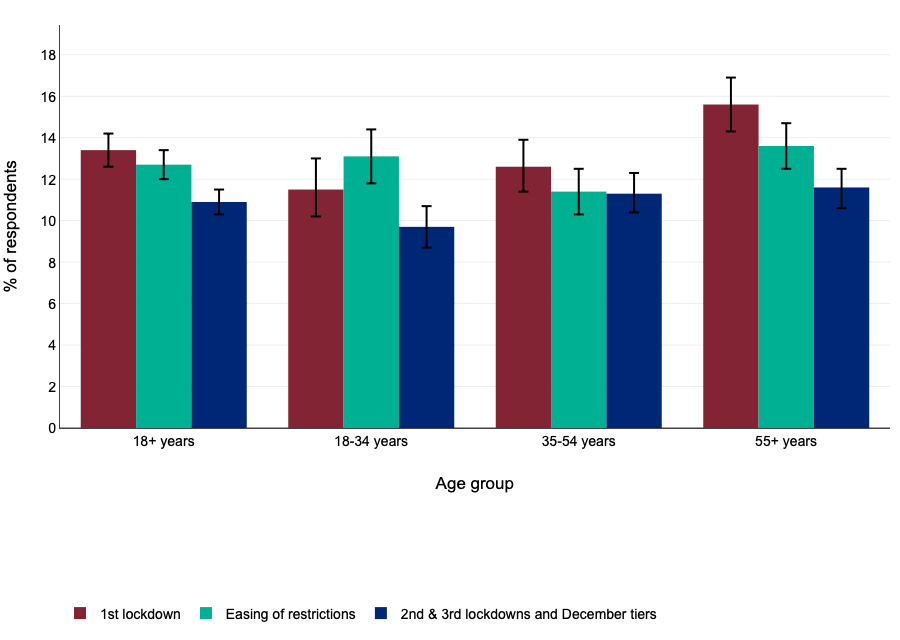 % of respondents
18
16
14
12
10
8
6
4
2
0
18+ years 18-34 years 35-54 years 55+ years
Age group
1st lockdown Easing of restrictions 2nd & 3rd lockdowns and December tiers